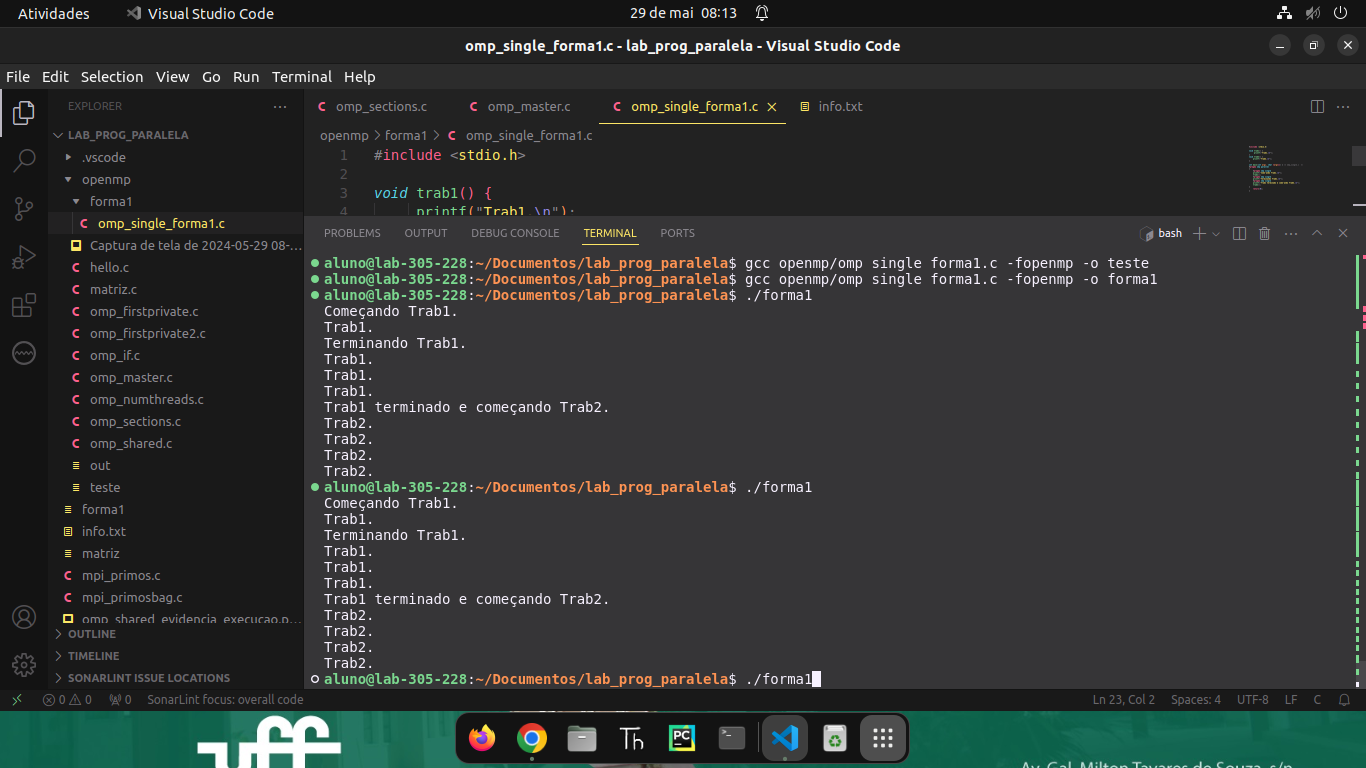 Atividades
Visual Studio Code
29 de mai 08:13
omp_single_forma1.c - lab_prog_paralela - Visual Studio Code
File Edit Selection View Go Run Terminal Help
EXPLORER
LAB_PROG_PARALELA
.vscode
openmp
forma1
omp_single_forma1.c
Captura de tela de 2024-05-29 08-...
hello.c
matriz.c
omp_firstprivate.c
omp_firstprivate2.c
omp_if.c
omp_master.c
omp_numthreads.c
omp_sections.c
omp_shared.c
out
teste
forma1
info.txt
matriz
mpi_primos.c
mpi_primosbag.c
omp_shared_evidencia_execucao.p...
OUTLINE
TIMELINE
SONARLINT ISSUE LOCATIONS
omp_sections.c omp_master.c omp_single_forma1.c info.txt
openmp > forma1 > omp_single_forma1.c
1 #include <stdio.h>
2
3 void trab1() {
4 printf("Trab1.\n");
PROBLEMS OUTPUT DEBUG CONSOLE TERMINAL PORTS
bash
aluno@lab-305-228:~/Documentos/lab_prog_paralela$ gcc openmp/omp_single_forma1.c -fopenmp -o teste
aluno@lab-305-228:~/Documentos/lab_prog_paralela$ gcc openmp/omp_single_forma1.c -fopenmp -o forma1
aluno@lab-305-228:~/Documentos/lab_prog_paralela$ ./forma1
Começando Trab1.
Trab1.
Terminando Trab1.
Trab1.
Trab1.
Trab1.
Trab1 terminado e começando Trab2.
Trab2.
Trab2.
Trab2.
Trab2.
aluno@lab-305-228:~/Documentos/lab_prog_paralela$ ./forma1
Começando Trab1.
Trab1.
Terminando Trab1.
Trab1.
Trab1.
Trab1.
Trab1 terminado e começando Trab2.
Trab2.
Trab2.
Trab2.
Trab2.
aluno@lab-305-228:~/Documentos/lab_prog_paralela$ ./forma1
0 0 0 SonarLint focus: overall code
Ln 23, Col 2 Spaces: 4 UTF-8 LF C
uff
Th
PC
Av. Gal. Milton Tavares de Souza, s/n